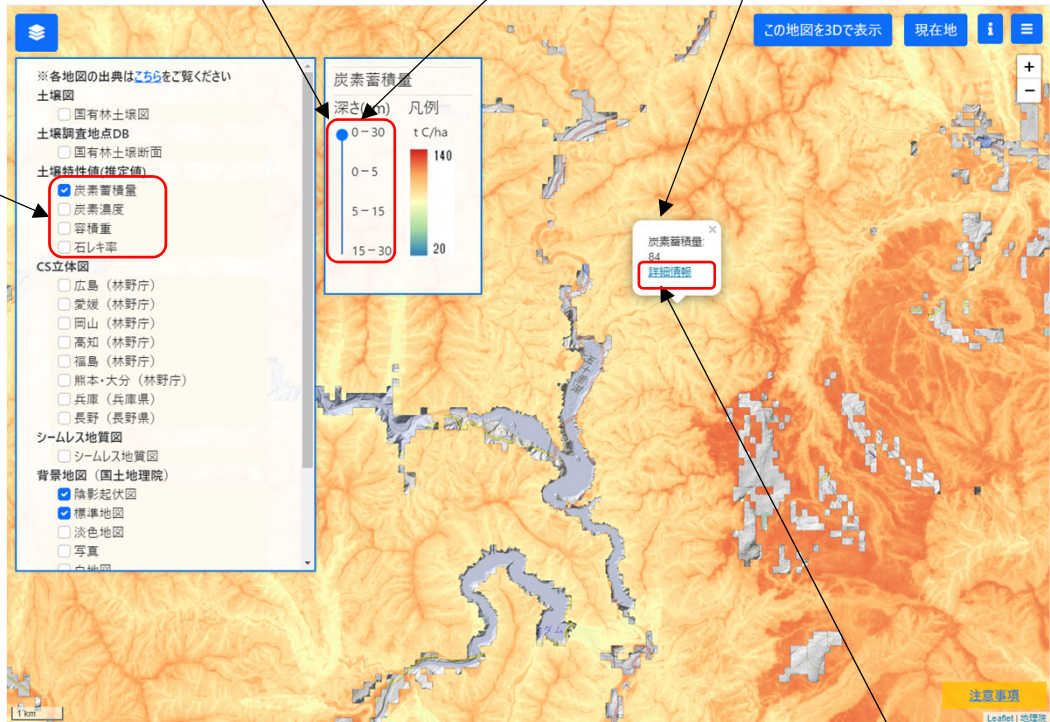 この地図を3Dで表示
現在地
i
+
−
※各地図の出典はこちらをご覧ください
土壌図
国有林土壌図
土壌調査地点DB
国有林土壌断面
土壌特性値(推定値)
炭素蓄積量
炭素濃度
容積重
石レキ率
CS立体図
広島（林野庁）
愛媛（林野庁）
岡山（林野庁）
高知（林野庁）
福島（林野庁）
熊本・大分（林野庁）
兵庫（兵庫県）
長野（長野県）
シームレス地質図
シームレス地質図
背景地図（国土地理院）
陰影起伏図
標準地図
淡色地図
写真
白地図
炭素蓄積量
深さ(cm) 凡例
0－30 t C/ha
140
0－5
5－15
15－30 20
炭素蓄積量:
84
詳細情報
×
ダム
1 km
注意事項
Leaflet | 地理院